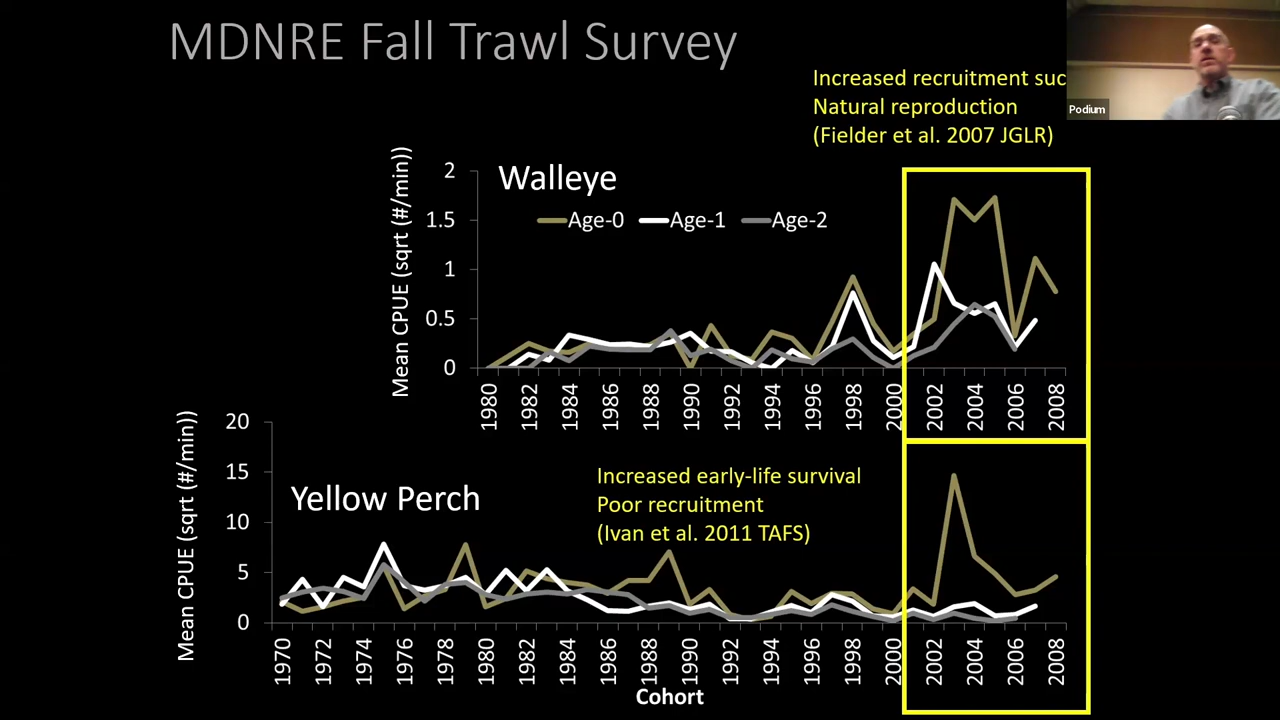 MDNRE Fall Trawl Survey
Podium
Increased recruitment suc
Natural reproduction
(Fielder et al. 2007 JGLR)
Mean CPUE (sqrt (#/min))
2
1.5
1
0.5
0
Walleye
Age-0 Age-1 Age-2
1980 1982 1984 1986 1988 1990 1992 1994 1996 1998 2000 2002 2004 2006 2008
Mean CPUE (sqrt (#/min))
20
15
10
5
0
Yellow Perch
Increased early-life survival
Poor recruitment
(Ivan et al. 2011 TAFS)
1970 1972 1974 1976 1978 1980 1982 1984 1986 1988 1990 1992 1994 1996 1998 2000 2002 2004 2006 2008
Cohort